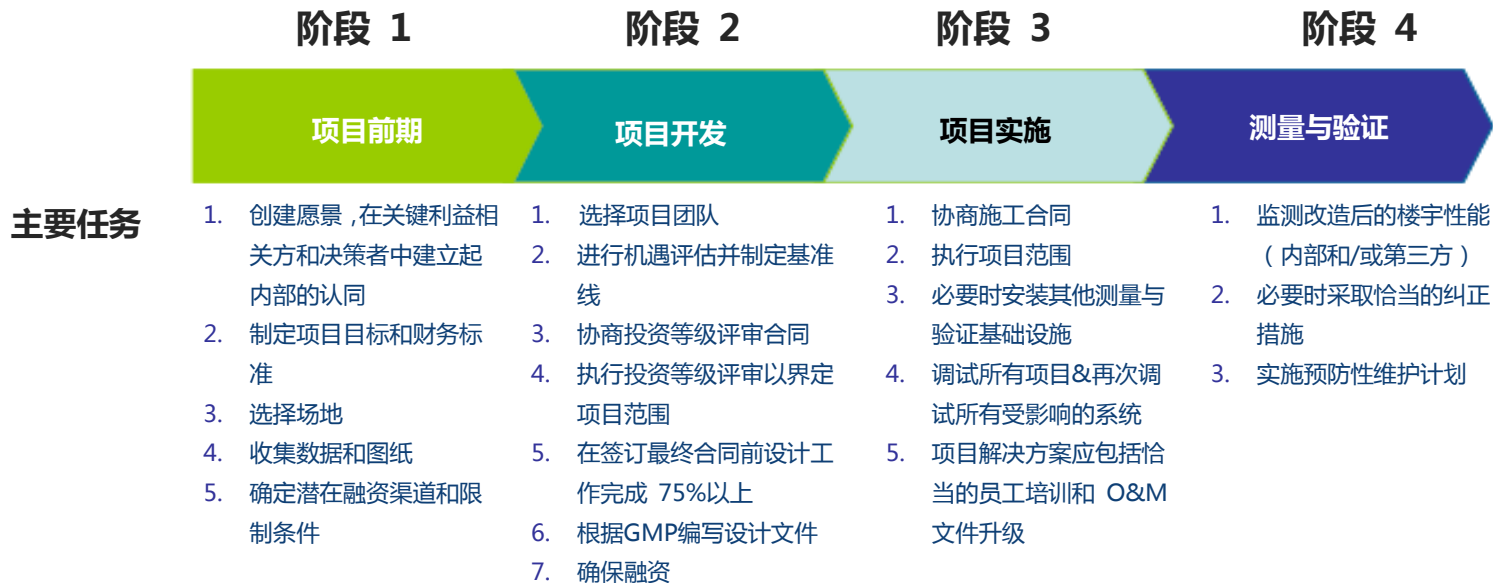 阶段 1
阶段 2
阶段 3
阶段 4
项目前期
项目开发
项目实施
测量与验证
主要任务
1. 创建愿景,在关键利益相
关方和决策者中建立起
内部的认同
2. 制定项目目标和财务标
准
3. 选择场地
4. 收集数据和图纸
5. 确定潜在融资渠道和限
制条件
1. 选择项目团队
2. 进行机遇评估并制定基准
线
3. 协商投资等级评审合同
4. 执行投资等级评审以界定
项目范围
5. 在签订最终合同前设计工
作完成 75%以上
6. 根据GMP编写设计文件
7. 确保融资
1. 协商施工合同
2. 执行项目范围
3. 必要时安装其他测量与
验证基础设施
4. 调试所有项目&再次调
试所有受影响的系统
5. 项目解决方案应包括恰
当的员工培训和 O&M
文件升级
1. 监测改造后的楼宇性能
(内部和/或第三方)
2. 必要时采取恰当的纠正
措施
3. 实施预防性维护计划